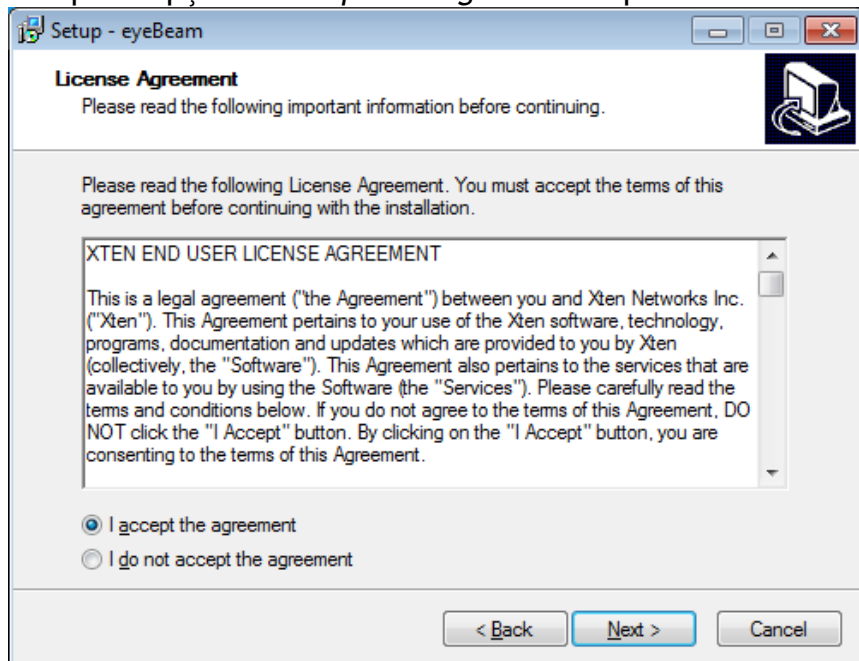 Setup - eyeBeam
License Agreement
Please read the following important information before continuing.
Please read the following License Agreement. You must accept the terms of this
agreement before continuing with the installation.
XTEN END USER LICENSE AGREEMENT
This is a legal agreement ("the Agreement") between you and Xten Networks Inc.
("Xten"). This Agreement pertains to your use of the Xten software, technology,
programs, documentation and updates which are provided to you by Xten
(collectively, the "Software"). This Agreement also pertains to the services that are
available to you by using the Software (the "Services"). Please carefully read the
terms and conditions below. If you do not agree to the terms of this Agreement, DO
NOT click the "I Accept" button. By clicking on the "I Accept" button, you are
consenting to the terms of this Agreement.
I accept the agreement
I do not accept the agreement
< Back
Next >
Cancel